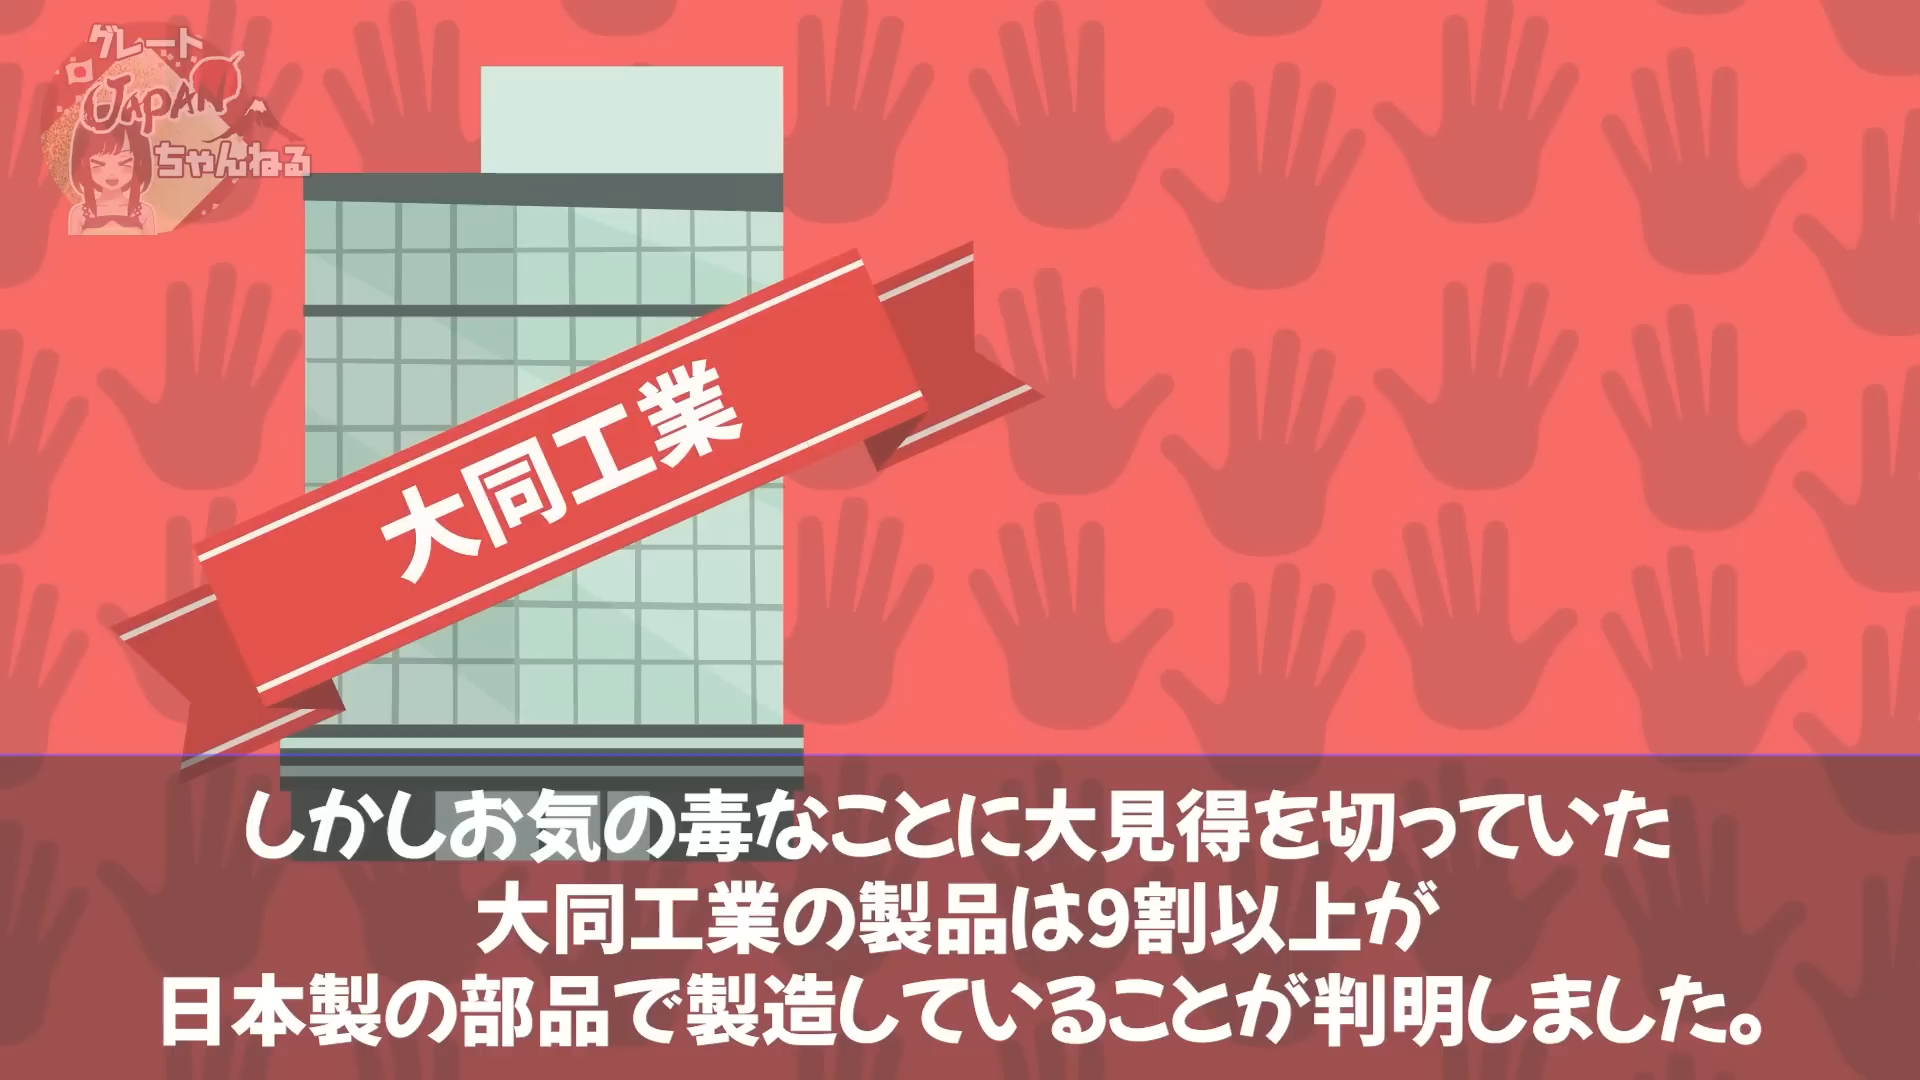 グレート
JAPAN
ちゃんねる
大同工業
しかしお気の毒なことに大見得を切っていた
大同工業の製品は9割以上が
日本製の部品で製造していることが判明しました。